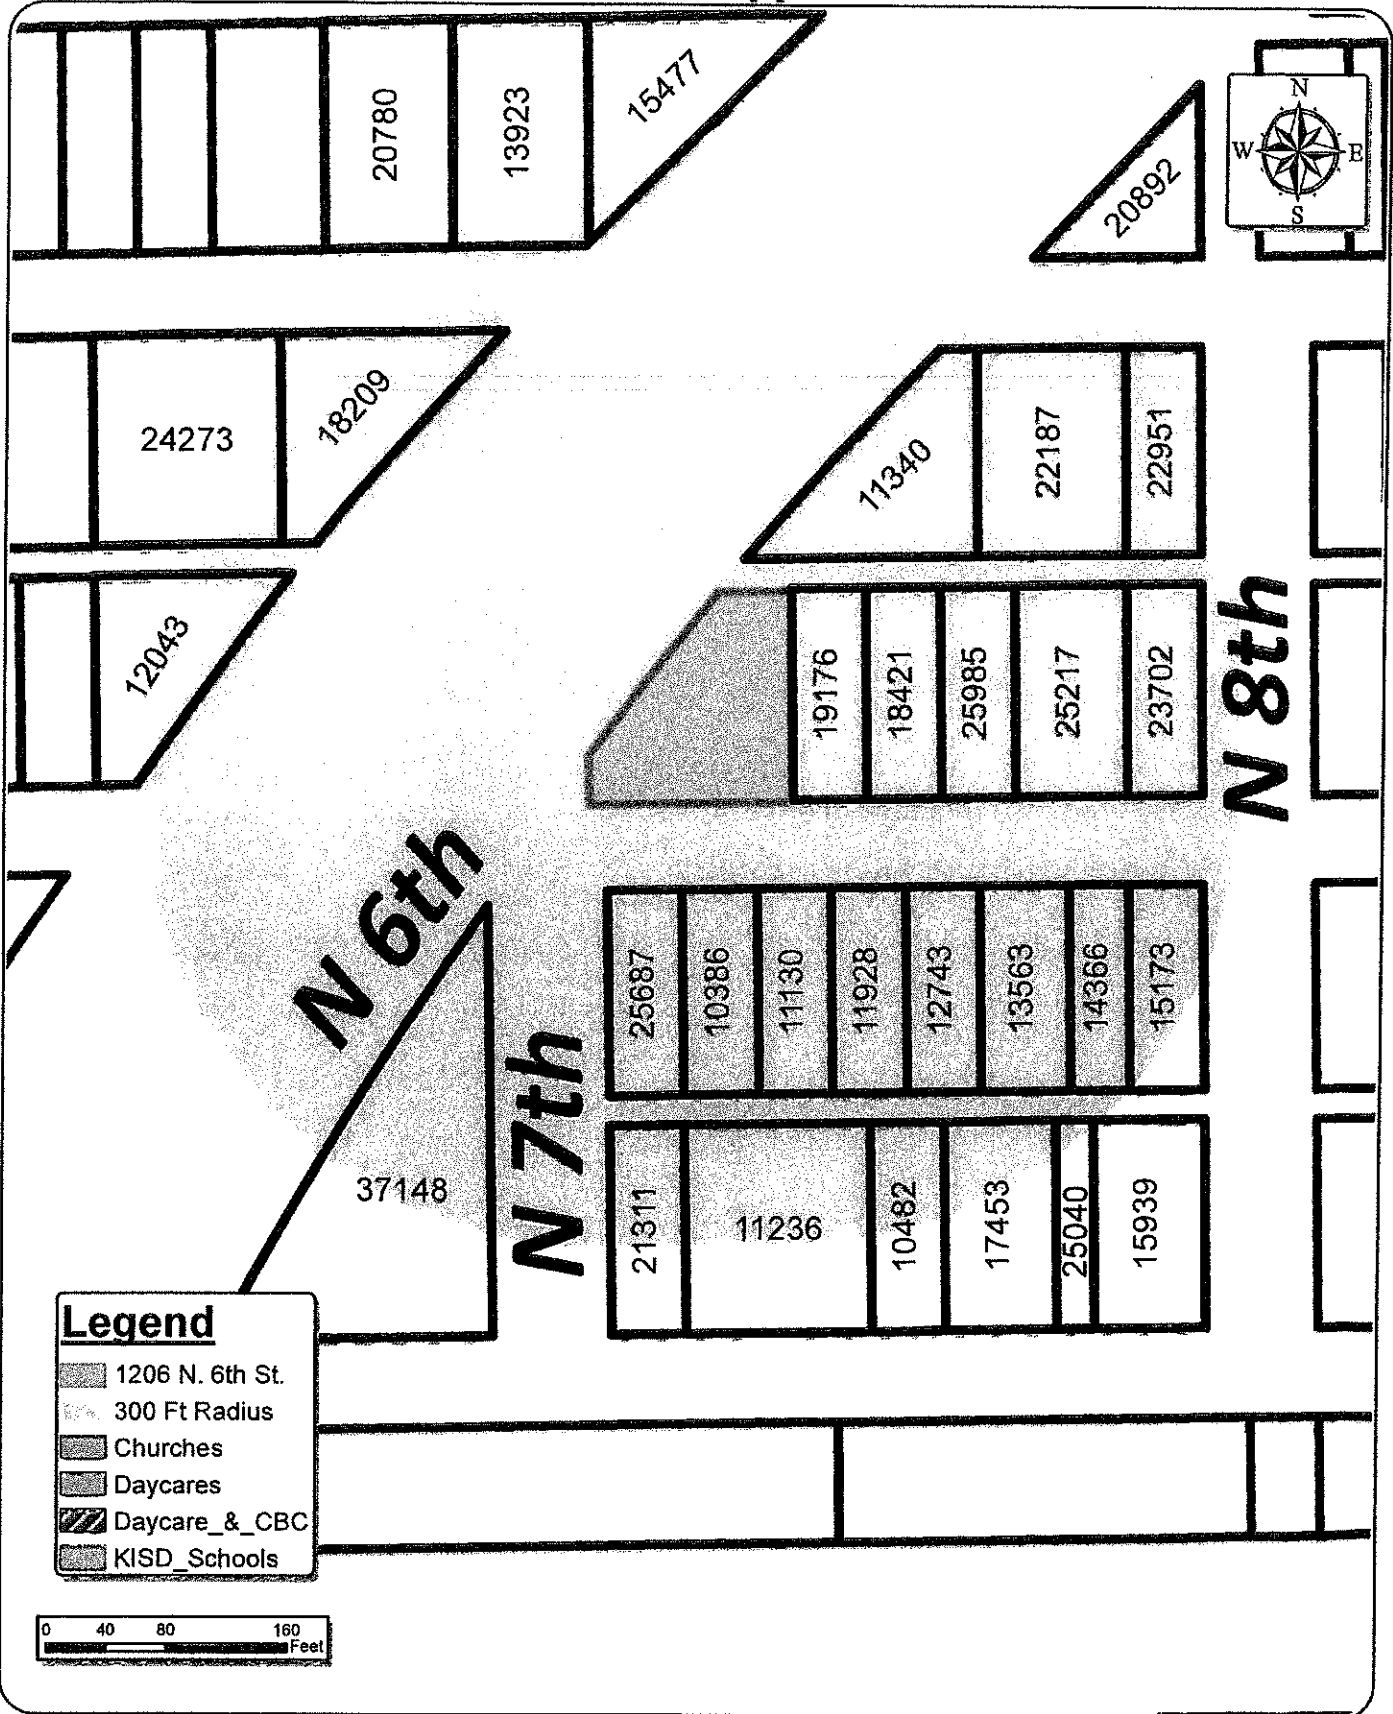 20780
13923
15477
20892
N
W
E
S
24273
18209
11340
22187
22951
12043
19176
18421
25985
25217
23702
N 8th
N 6th
25687
10386
11130
11928
12743
13563
14366
15173
N 7th
37148
21311
11236
10482
17453
25040
15939
Legend
1206 N. 6th St.
300 Ft Radius
Churches
Daycares
Daycare_&_CBC
KISD_Schools
0 40 80 160
Feet